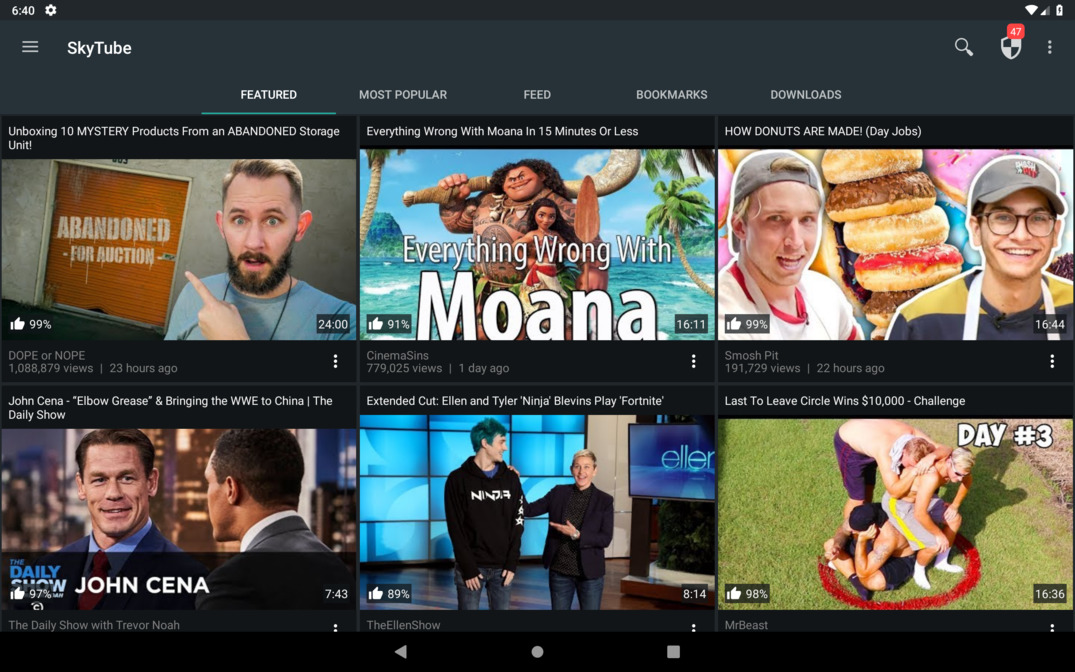 6:40
SkyTube
47
FEATURED
MOST POPULAR
FEED
BOOKMARKS
DOWNLOADS
Unboxing 10 MYSTERY Products From an ABANDONED Storage
Unit!
ABANDONED
- FOR AUCTION -
99%
24:00
DOPE or NOPE
1,088,879 views | 23 hours ago
Everything Wrong With Moana In 15 Minutes Or Less
Everything Wrong With
Moana
91%
16:11
CinemaSins
779,025 views | 1 day ago
HOW DONUTS ARE MADE! (Day Jobs)
99%
16:44
Smosh Pit
191,729 views | 22 hours ago
John Cena - “Elbow Grease” & Bringing the WWE to China | The
Daily Show
THE
DAILY
SHOW
JOHN CENA
97%
7:43
The Daily Show with Trevor Noah
Extended Cut: Ellen and Tyler 'Ninja' Blevins Play 'Fortnite'
NINJA
ellen
89%
8:14
TheEllenShow
Last To Leave Circle Wins $10,000 - Challenge
DAY #3
98%
16:36
MrBeast